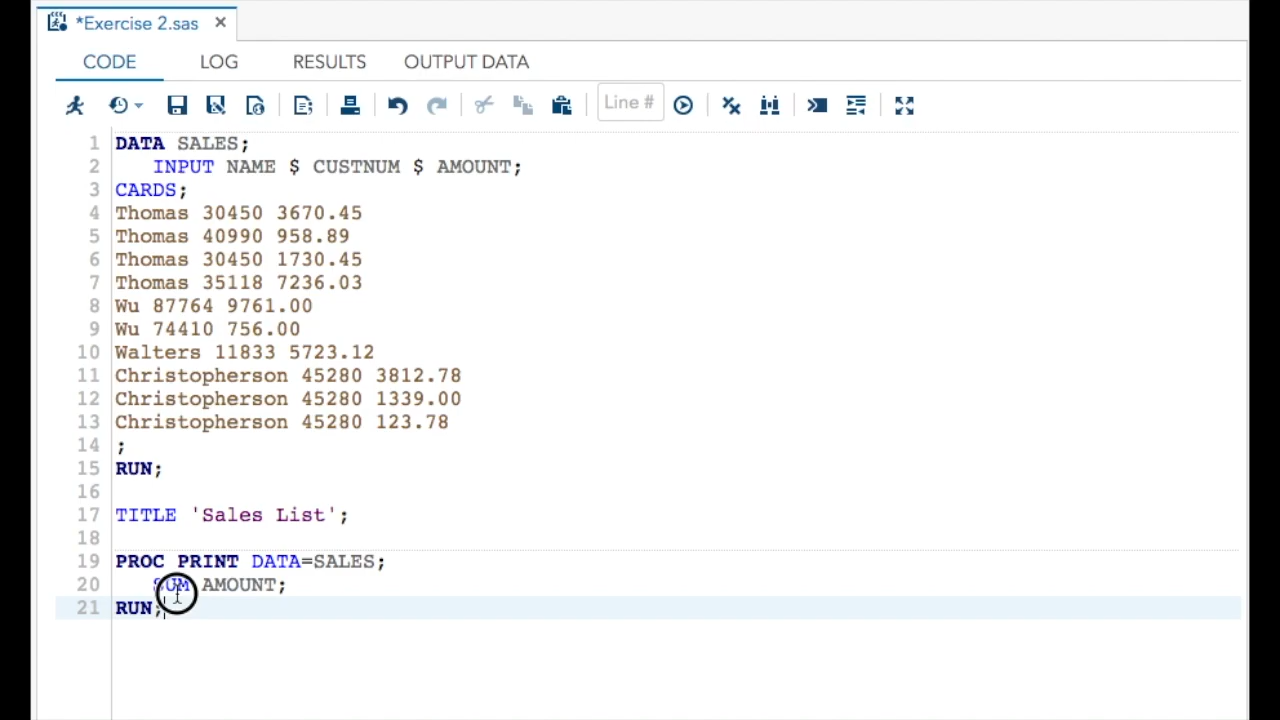 *Exercise 2.sas ×
CODE LOG RESULTS OUTPUT DATA
Line #
1 DATA SALES;
2 INPUT NAME $ CUSTNUM $ AMOUNT;
3 CARDS;
4 Thomas 30450 3670.45
5 Thomas 40990 958.89
6 Thomas 30450 1730.45
7 Thomas 35118 7236.03
8 Wu 87764 9761.00
9 Wu 74410 756.00
10 Walters 11833 5723.12
11 Christopherson 45280 3812.78
12 Christopherson 45280 1339.00
13 Christopherson 45280 123.78
14 ;
15 RUN;
16
17 TITLE 'Sales List';
18
19 PROC PRINT DATA=SALES;
20 SUM AMOUNT;
21 RUN;